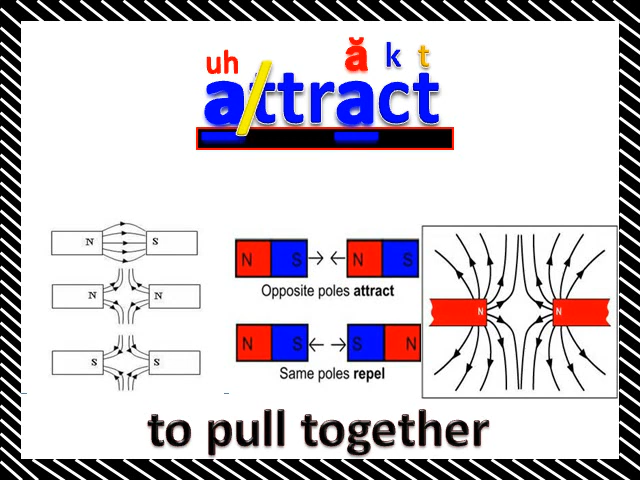 uh ă k t
attract
N S
N N
S S
N S N S
Opposite poles attract
N S S N
Same poles repel
N N
to pull together